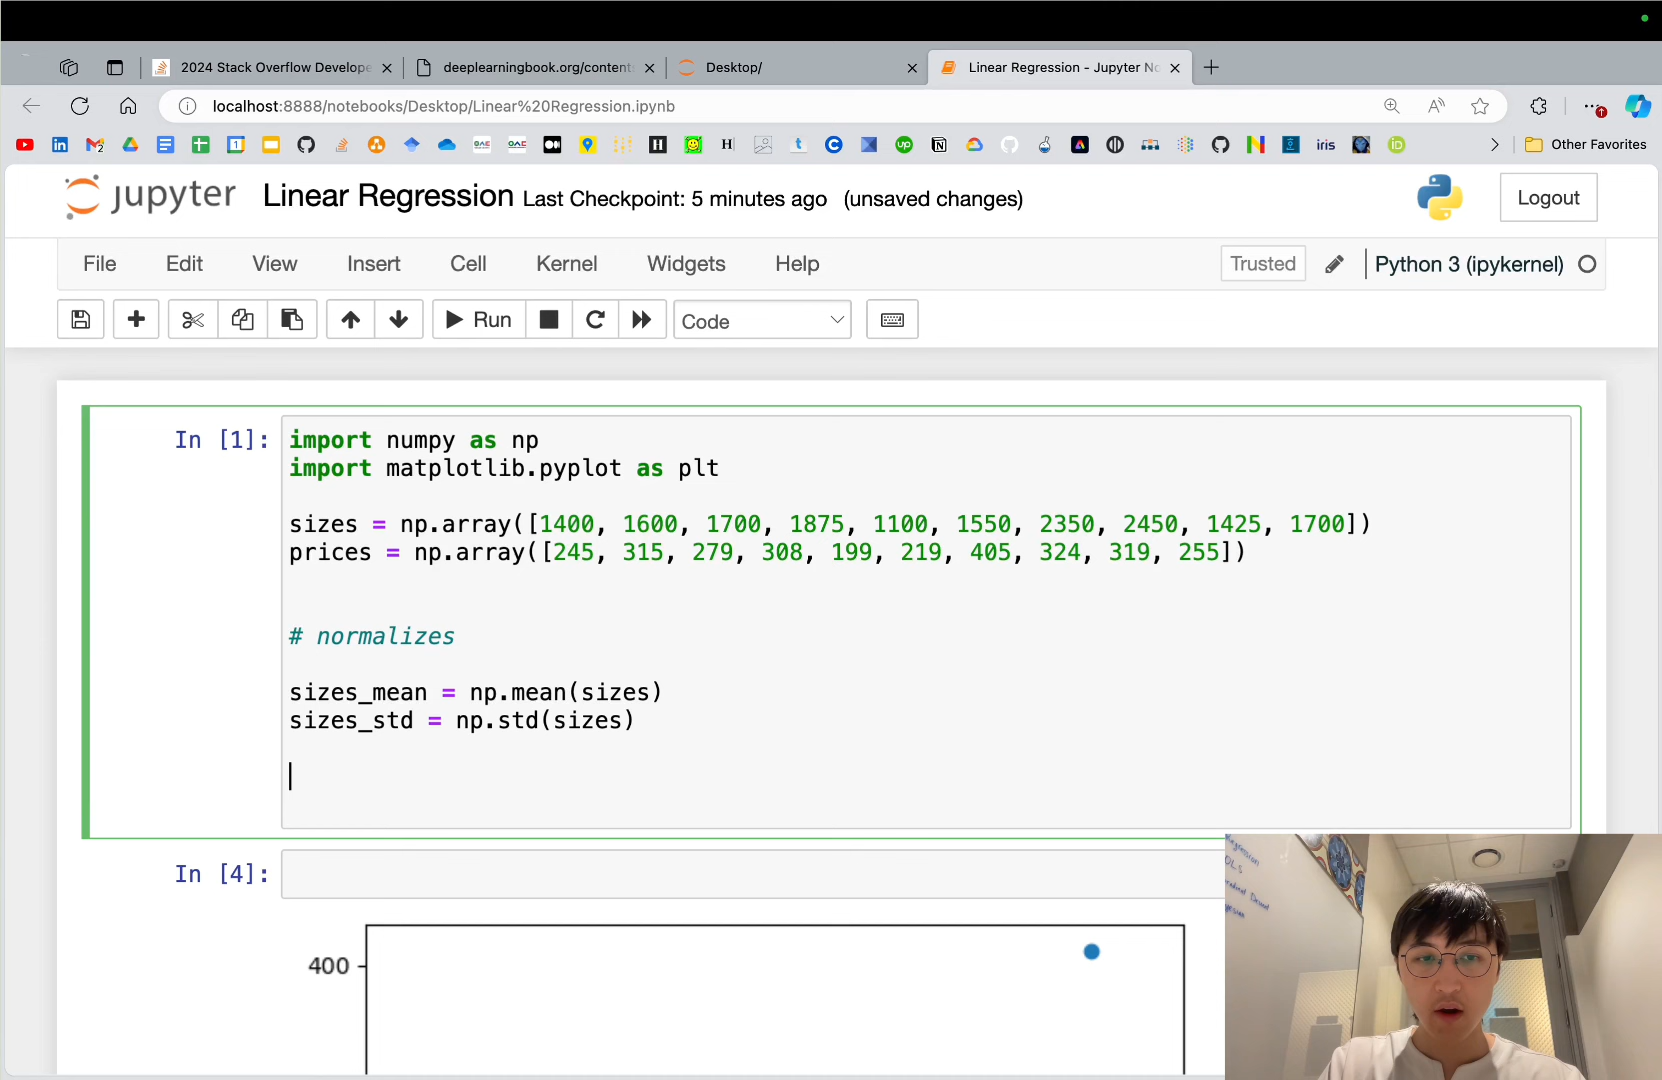 2024 Stack Overflow Develope
deeplearningbook.org/content
Desktop/
Linear Regression - Jupyter No
localhost:8888/notebooks/Desktop/Linear%20Regression.ipynb
Other Favorites
jupyter
Linear Regression Last Checkpoint: 5 minutes ago (unsaved changes)
Logout
File Edit View Insert Cell Kernel Widgets Help
Trusted
Python 3 (ipykernel)
Run
Code
In [1]:
import numpy as np
import matplotlib.pyplot as plt
sizes = np.array([1400, 1600, 1700, 1875, 1100, 1550, 2350, 2450, 1425, 1700])
prices = np.array([245, 315, 279, 308, 199, 219, 405, 324, 319, 255])
# normalizes
sizes_mean = np.mean(sizes)
sizes_std = np.std(sizes)
In [4]:
400